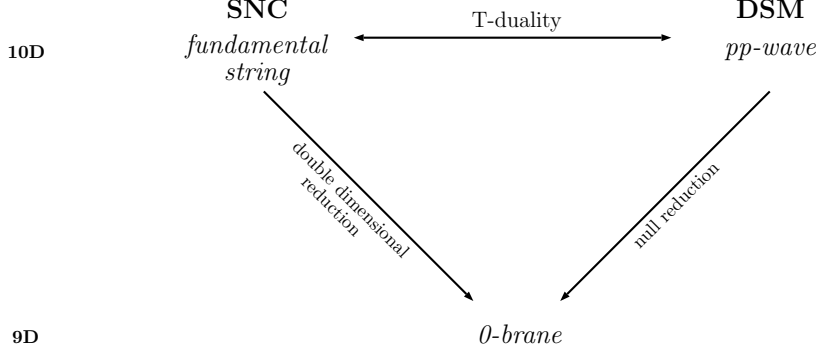 SNC
DSM
T-duality
10D
fundamental
string
pp-wave
double dimensional
reduction
null reduction
9D
0-brane